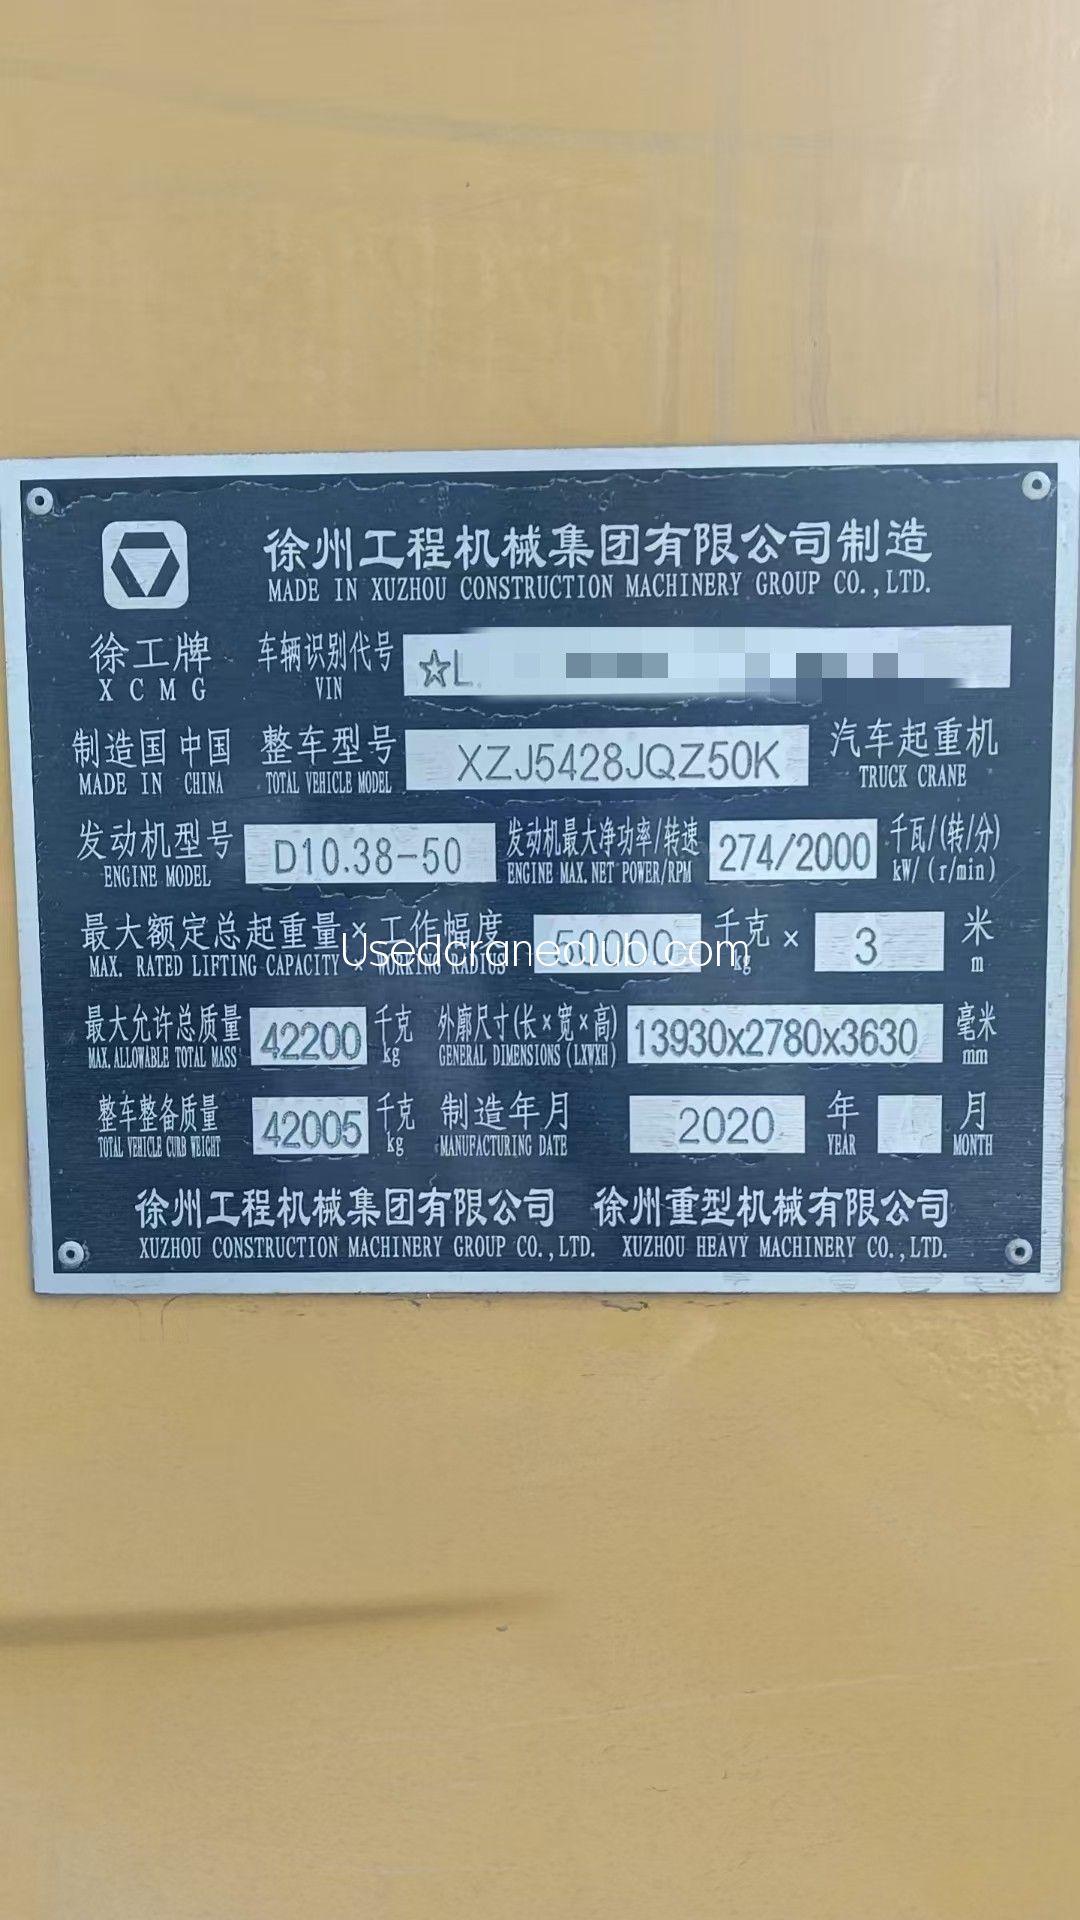 徐州工程机械集团有限公司制造
MADE IN XUZHOU CONSTRUCTION MACHINERY GROUP CO.,LTD.
徐工牌 车辆识别代号 ☆L
XCMG VIN
制造国 中国 整车型号 XZJ5428JQZ50K 汽车起重机
MADE IN CHINA TOTAL VEHICLE MODEL TRUCK CRANE
发动机型号 D10.38-50 发动机最大净功率/转速 274/2000 千瓦/(转/分)
ENGINE MODEL ENGINE MAX.NET POWER/RPM kW/(r/min)
最大额定总起重量×工作幅度 50000 千克 × 3 米
MAX. RATED LIFTING CAPACITY × WORKING RADIUS kg m
Usedcraneclub.com
最大允许总质量 42200 千克 外廓尺寸(长×宽×高) 13930x2780x3630 毫米
MAX.ALLOWABLE TOTAL MASS kg GENERAL DIMENSIONS(LXWXH) mm
整车整备质量 42005 千克 制造年月 2020 年 月
TOTAL VEHICLE CURB WEIGHT kg MANUFACTURING DATE YEAR MONTH
徐州工程机械集团有限公司 徐州重型机械有限公司
XUZHOU CONSTRUCTION MACHINERY GROUP CO.,LTD. XUZHOU HEAVY MACHINERY CO.,LTD.